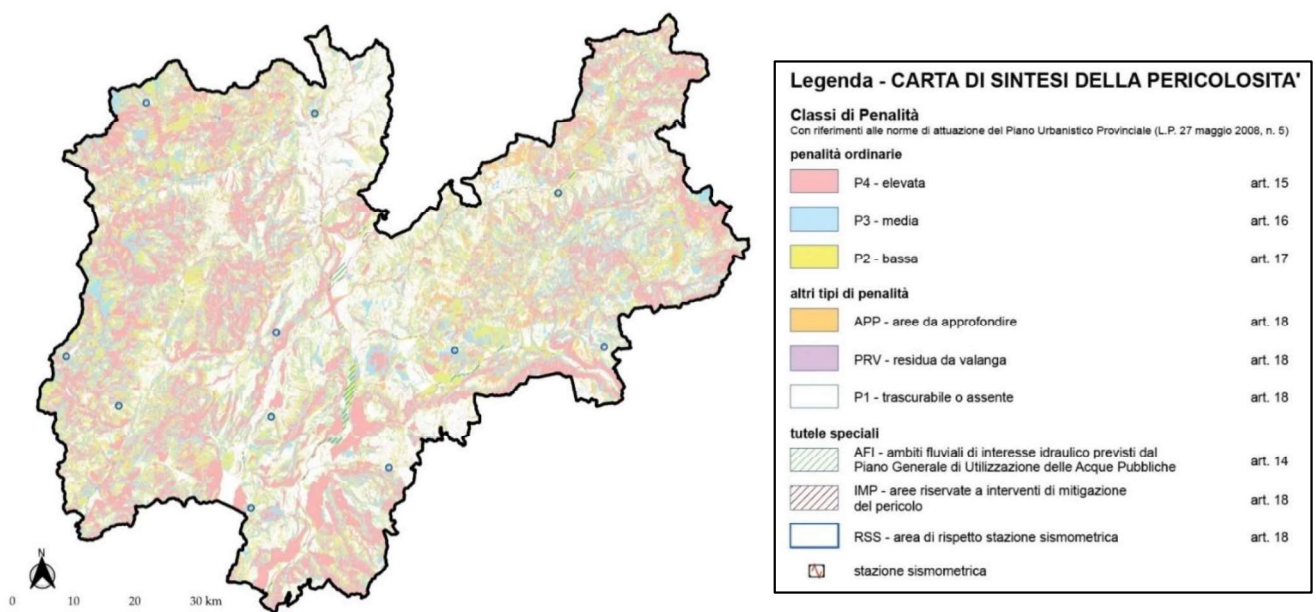 Legenda - CARTA DI SINTESI DELLA PERICOLOSITA'
Classi di Penalità
Con riferimenti alle norme di attuazione del Piano Urbanistico Provinciale (L.P. 27 maggio 2008, n. 5)
penalità ordinarie
P4 - elevata art. 15
P3 - media art. 16
P2 - bassa art. 17
altri tipi di penalità
APP - aree da approfondire art. 18
PRV - residua da valanga art. 18
P1 - trascurabile o assente art. 18
tutele speciali
AFI - ambiti fluviali di interesse idraulico previsti dal
Piano Generale di Utilizzazione delle Acque Pubbliche art. 14
IMP - aree riservate a interventi di mitigazione
del pericolo art. 18
RSS - area di rispetto stazione sismometrica art. 18
stazione sismometrica
N
0 10 20 30 km